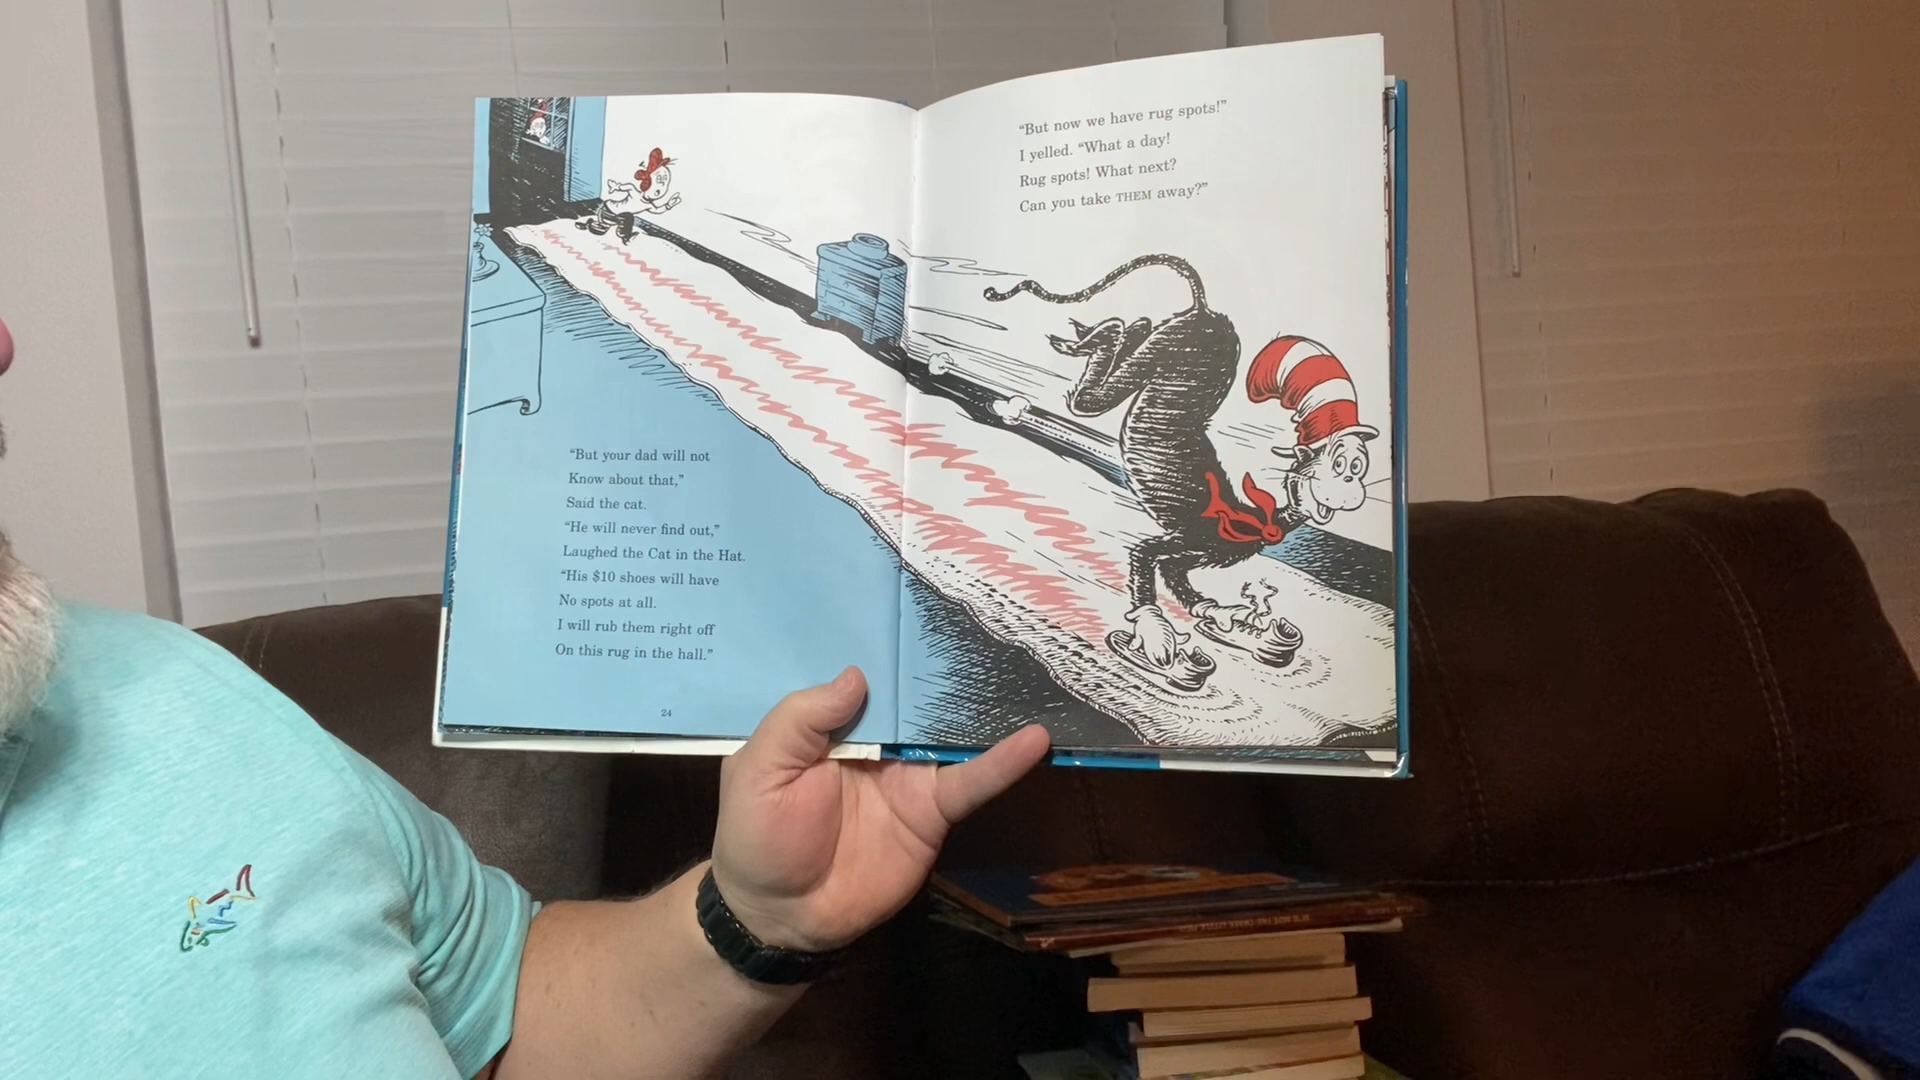 “But your dad will not
Know about that,”
Said the cat.
“He will never find out,”
Laughed the Cat in the Hat.
“His $10 shoes will have
No spots at all.
I will rub them right off
On this rug in the hall.”
24
“But now we have rug spots!”
I yelled. “What a day!
Rug spots! What next?
Can you take THEM away?”